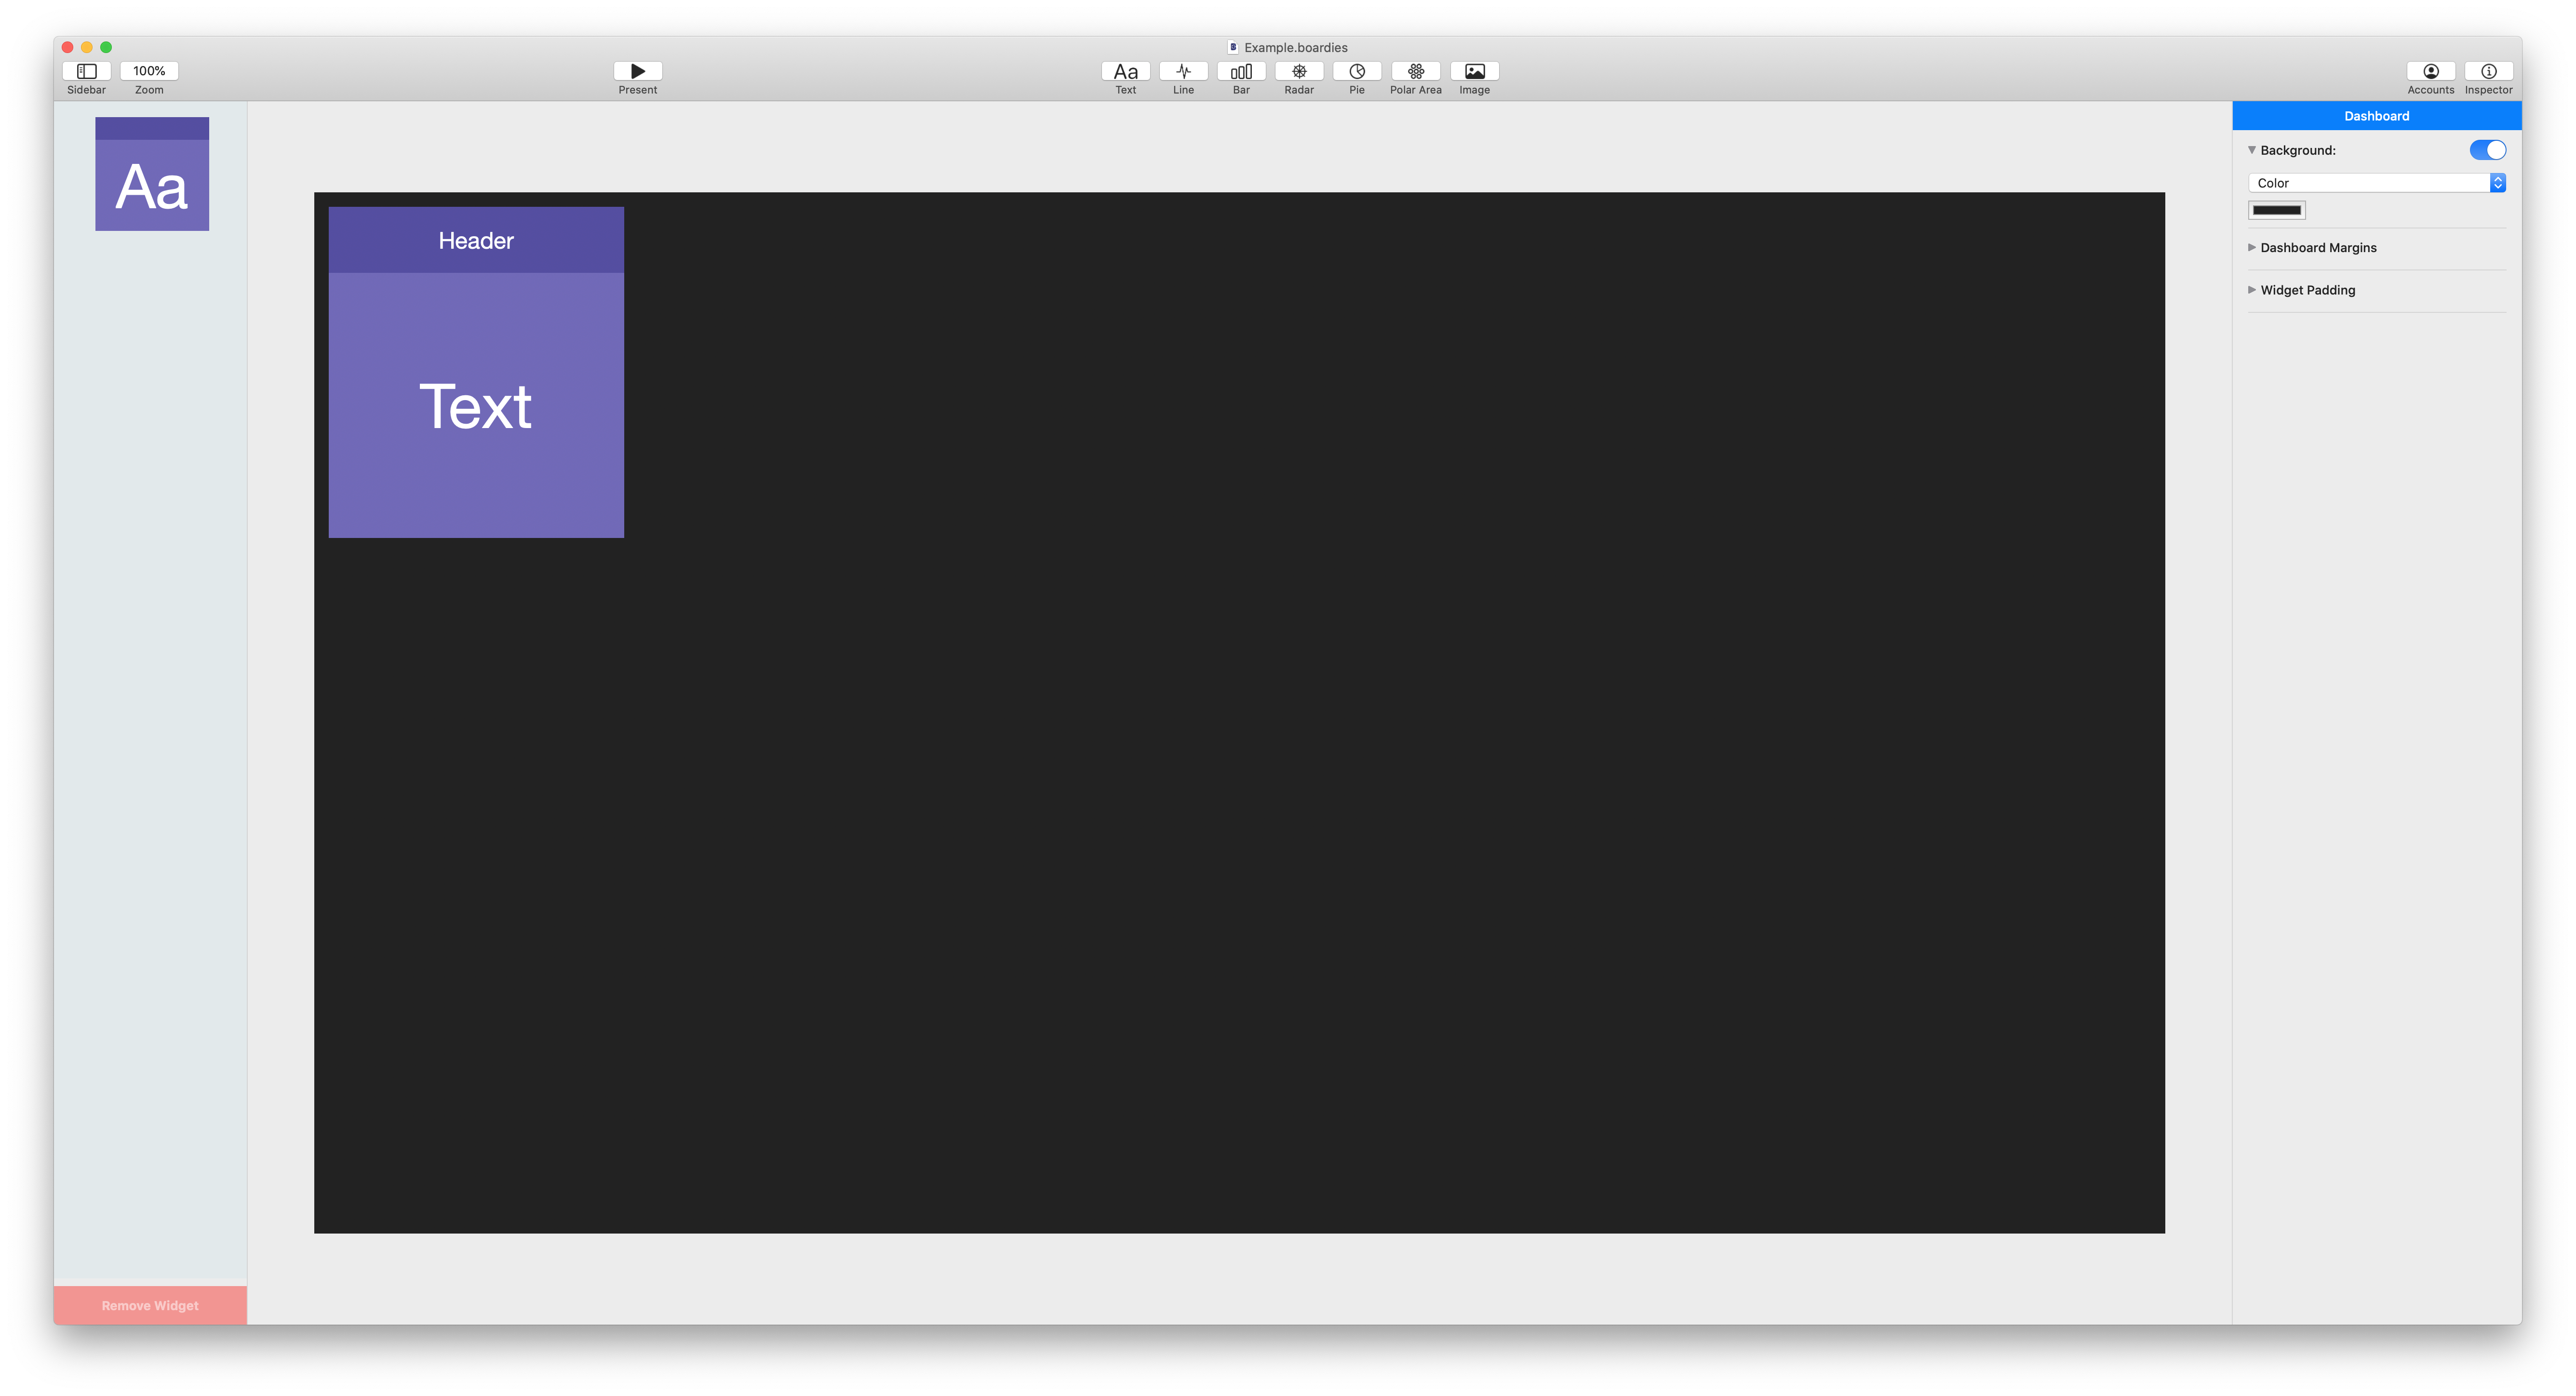 Example.boardies
100%
Aa
Sidebar
Zoom
Present
Text
Line
Bar
Radar
Pie
Polar Area
Image
Accounts
Inspector
Aa
Header
Text
Dashboard
Background:
Color
Dashboard Margins
Widget Padding
Remove Widget